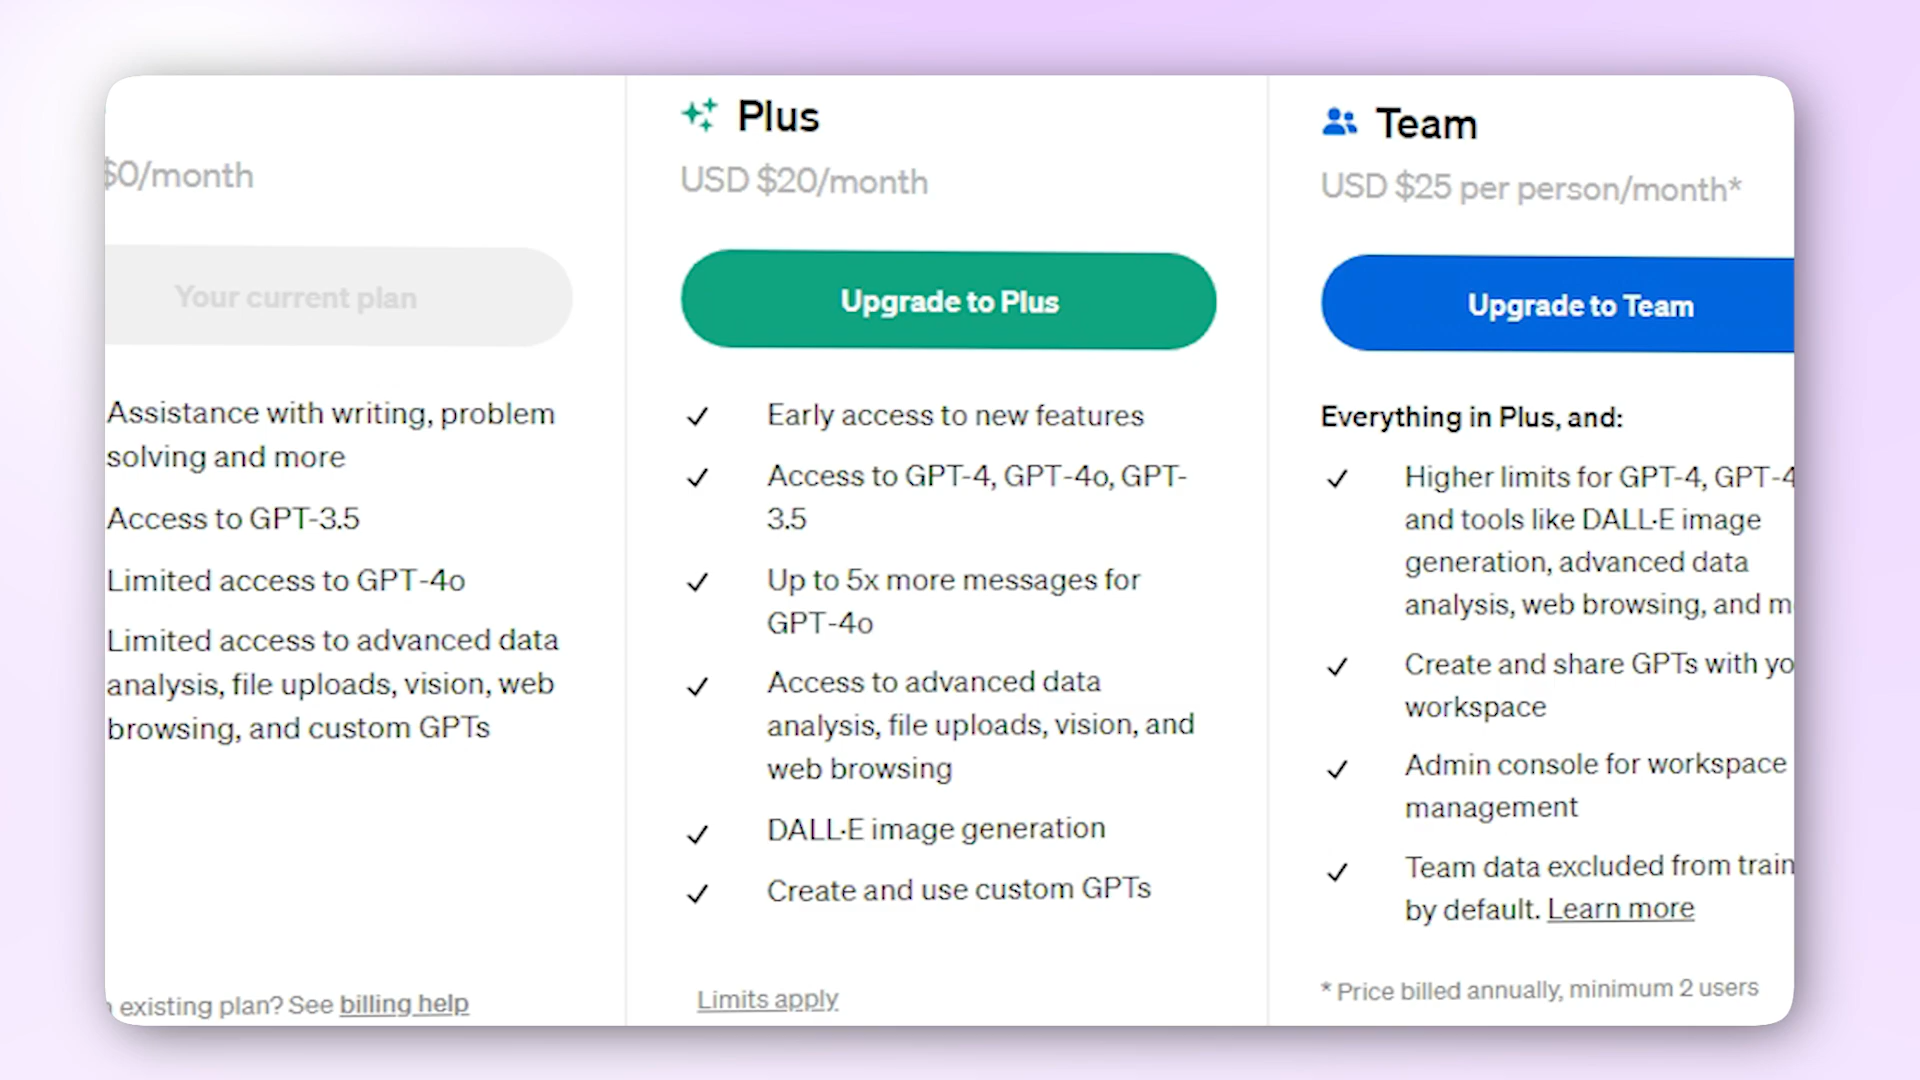 $0/month
Your current plan
Assistance with writing, problem
solving and more
Access to GPT-3.5
Limited access to GPT-4o
Limited access to advanced data
analysis, file uploads, vision, web
browsing, and custom GPTs
existing plan? See billing help
Plus
USD $20/month
Upgrade to Plus
Early access to new features
Access to GPT-4, GPT-4o, GPT-
3.5
Up to 5x more messages for
GPT-4o
Access to advanced data
analysis, file uploads, vision, and
web browsing
DALL·E image generation
Create and use custom GPTs
Limits apply
Team
USD $25 per person/month*
Upgrade to Team
Everything in Plus, and:
Higher limits for GPT-4, GPT-4
and tools like DALL·E image
generation, advanced data
analysis, web browsing, and m
Create and share GPTs with yo
workspace
Admin console for workspace
management
Team data excluded from train
by default. Learn more
* Price billed annually, minimum 2 users